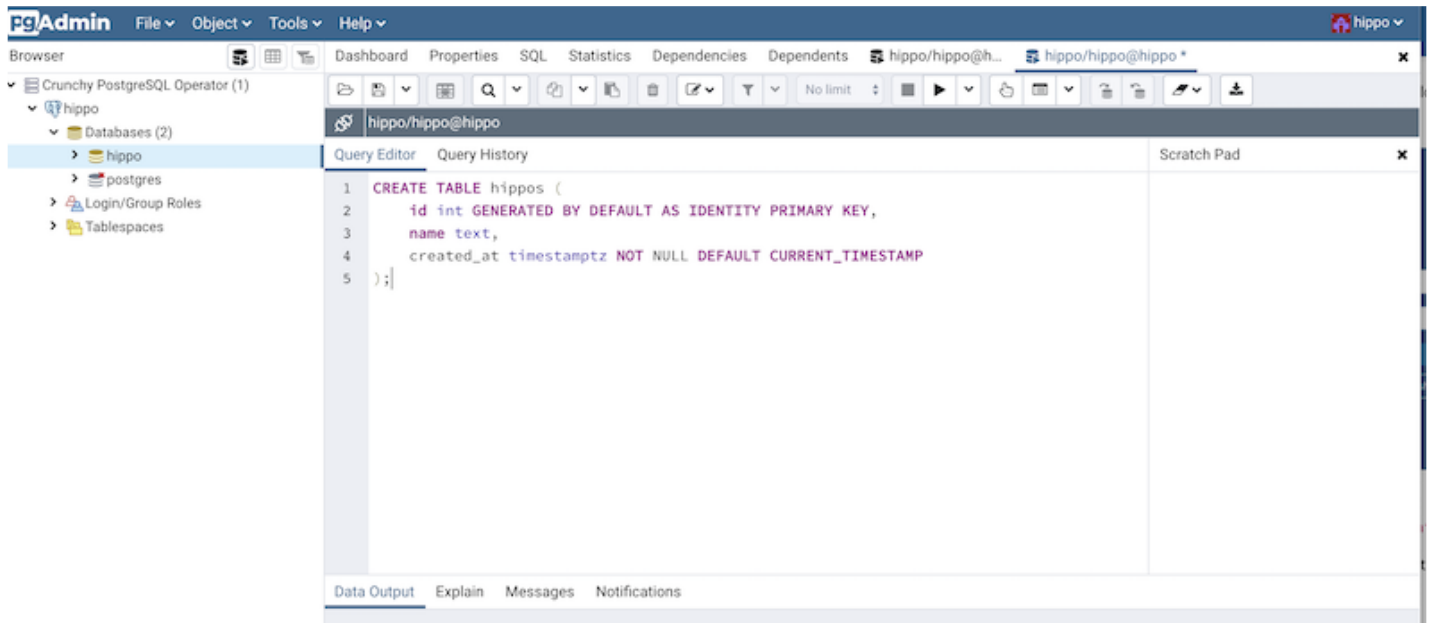 pgAdmin File Object Tools Help hippo
Browser Dashboard Properties SQL Statistics Dependencies Dependents hippo/hippo@h... hippo/hippo@hippo *
Crunchy PostgreSQL Operator (1)
hippo
Databases (2)
hippo
postgres
Login/Group Roles
Tablespaces
No limit
hippo/hippo@hippo
Query Editor Query History Scratch Pad
1 CREATE TABLE hippos (
2 id int GENERATED BY DEFAULT AS IDENTITY PRIMARY KEY,
3 name text,
4 created_at timestamptz NOT NULL DEFAULT CURRENT_TIMESTAMP
5 );
Data Output Explain Messages Notifications